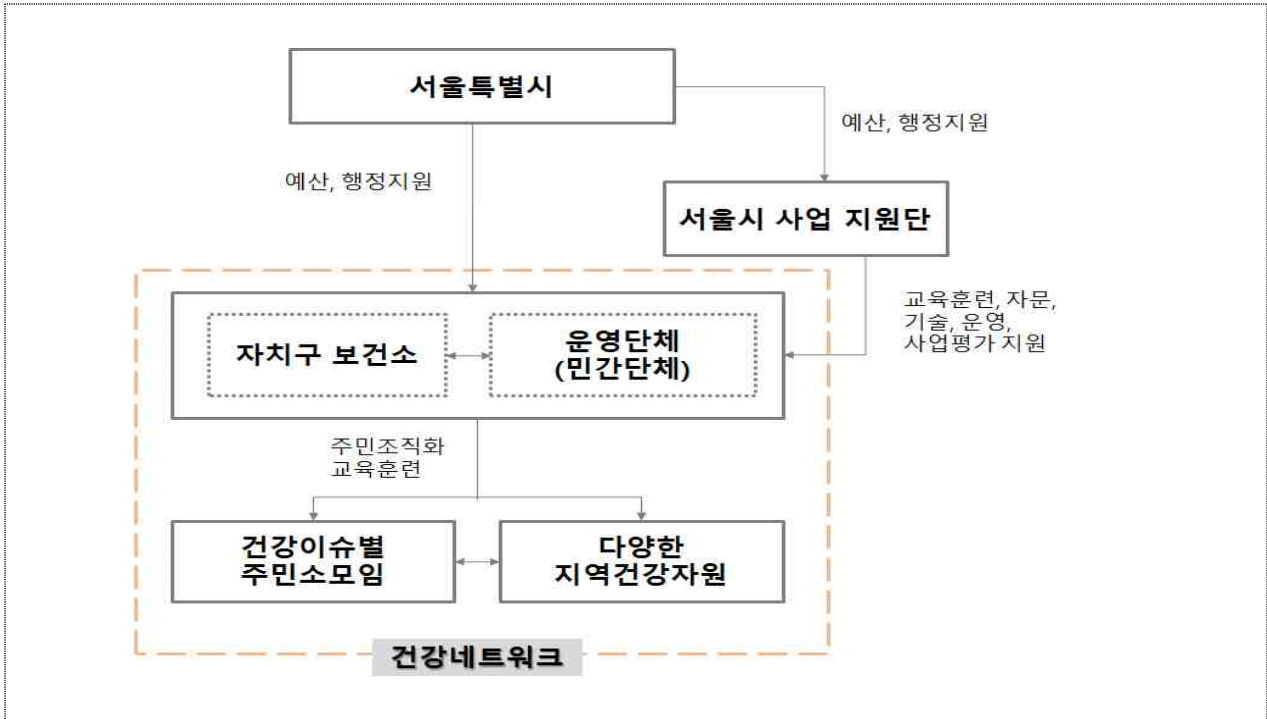 서울특별시
예산, 행정지원
예산, 행정지원
서울시 사업 지원단
교육훈련, 자문,
기술, 운영,
사업평가 지원
자치구 보건소
운영단체
(민간단체)
주민조직화
교육훈련
건강이슈별
주민소모임
다양한
지역건강자원
건강네트워크